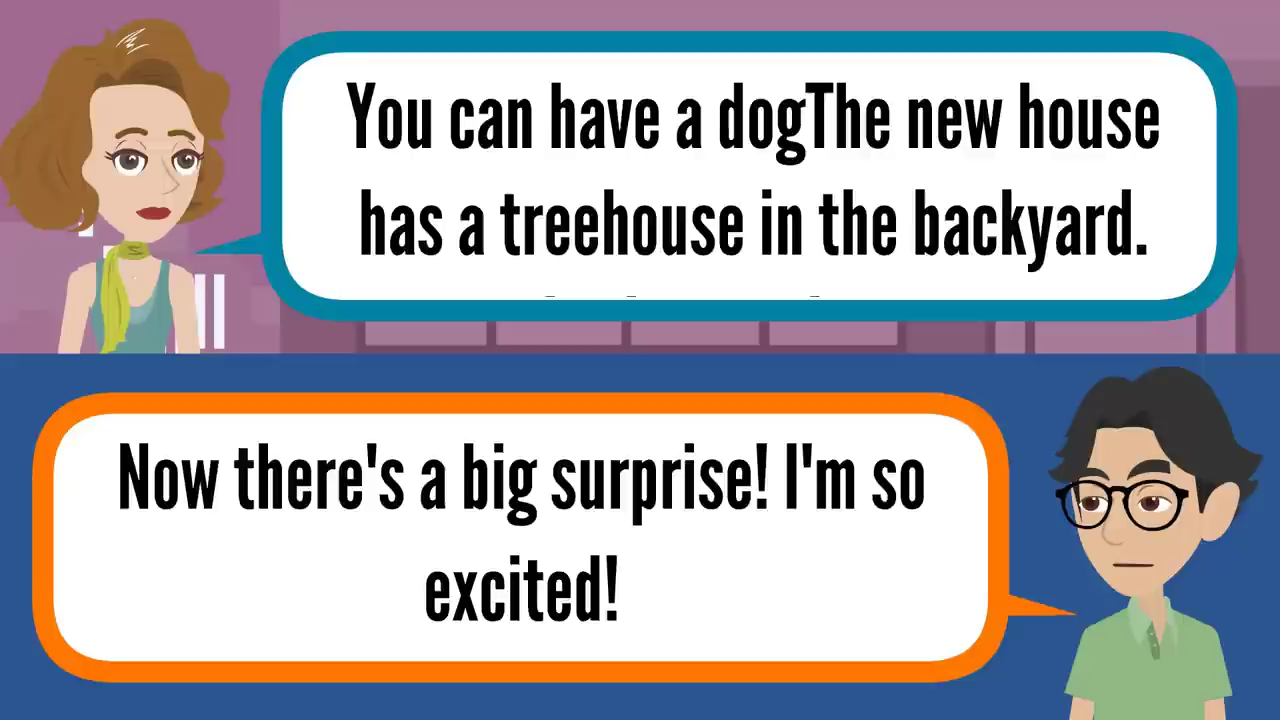 You can have a dogThe new house
has a treehouse in the backyard.
Now there's a big surprise! I'm so
excited!